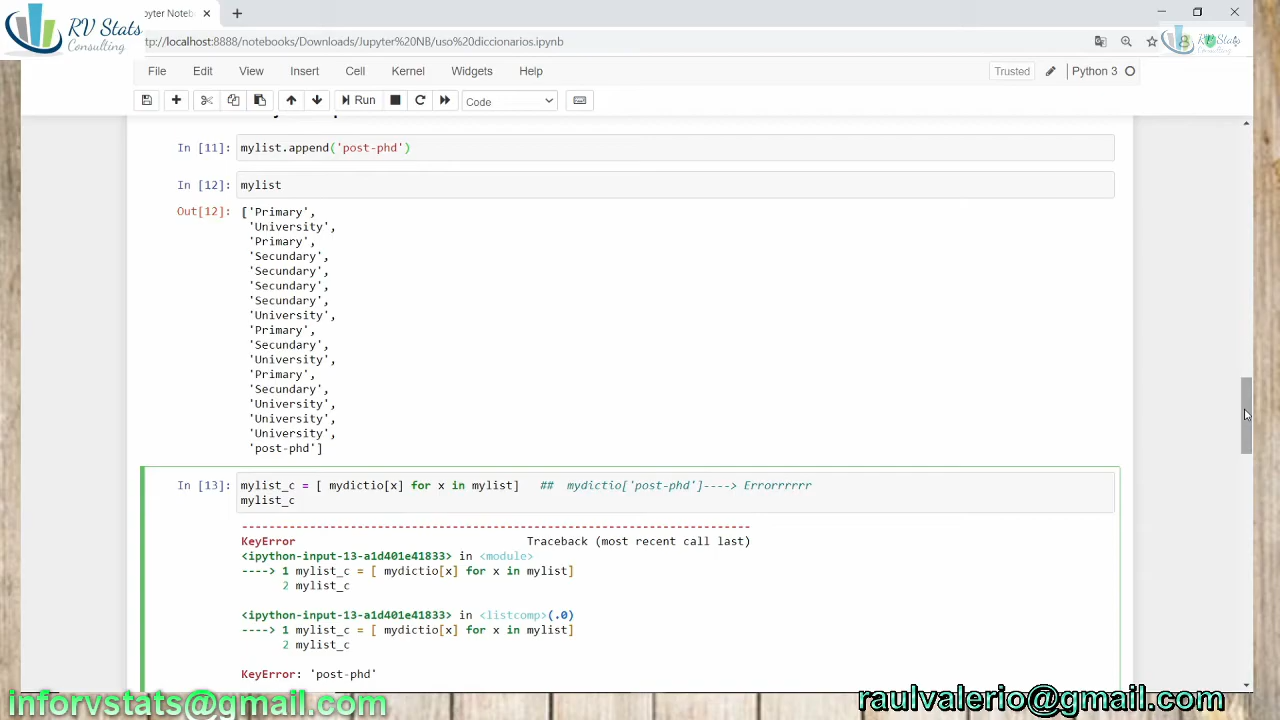 RV Stats
Consulting
pyter Noteb
tp://localhost:8888/notebooks/Downloads/Jupyter%20NB/uso%20diccionarios.ipynb
File Edit View Insert Cell Kernel Widgets Help
Trusted Python 3
Run Code
In [11]: mylist.append('post-phd')
In [12]: mylist
Out[12]: ['Primary',
'University',
'Primary',
'Secundary',
'Secundary',
'Secundary',
'Secundary',
'University',
'Primary',
'Secundary',
'University',
'Primary',
'Secundary',
'University',
'University',
'University',
'post-phd']
In [13]: mylist_c = [ mydictio[x] for x in mylist] ## mydictio['post-phd']----> Errorrrrrr
mylist_c
---------------------------------------------------------------------------
KeyError Traceback (most recent call last)
<ipython-input-13-a1d401e41833> in <module>
----> 1 mylist_c = [ mydictio[x] for x in mylist]
2 mylist_c
<ipython-input-13-a1d401e41833> in <listcomp>(.0)
----> 1 mylist_c = [ mydictio[x] for x in mylist]
2 mylist_c
KeyError: 'post-phd'
inforvstats@gmail.com
raulvalerio@gmail.com